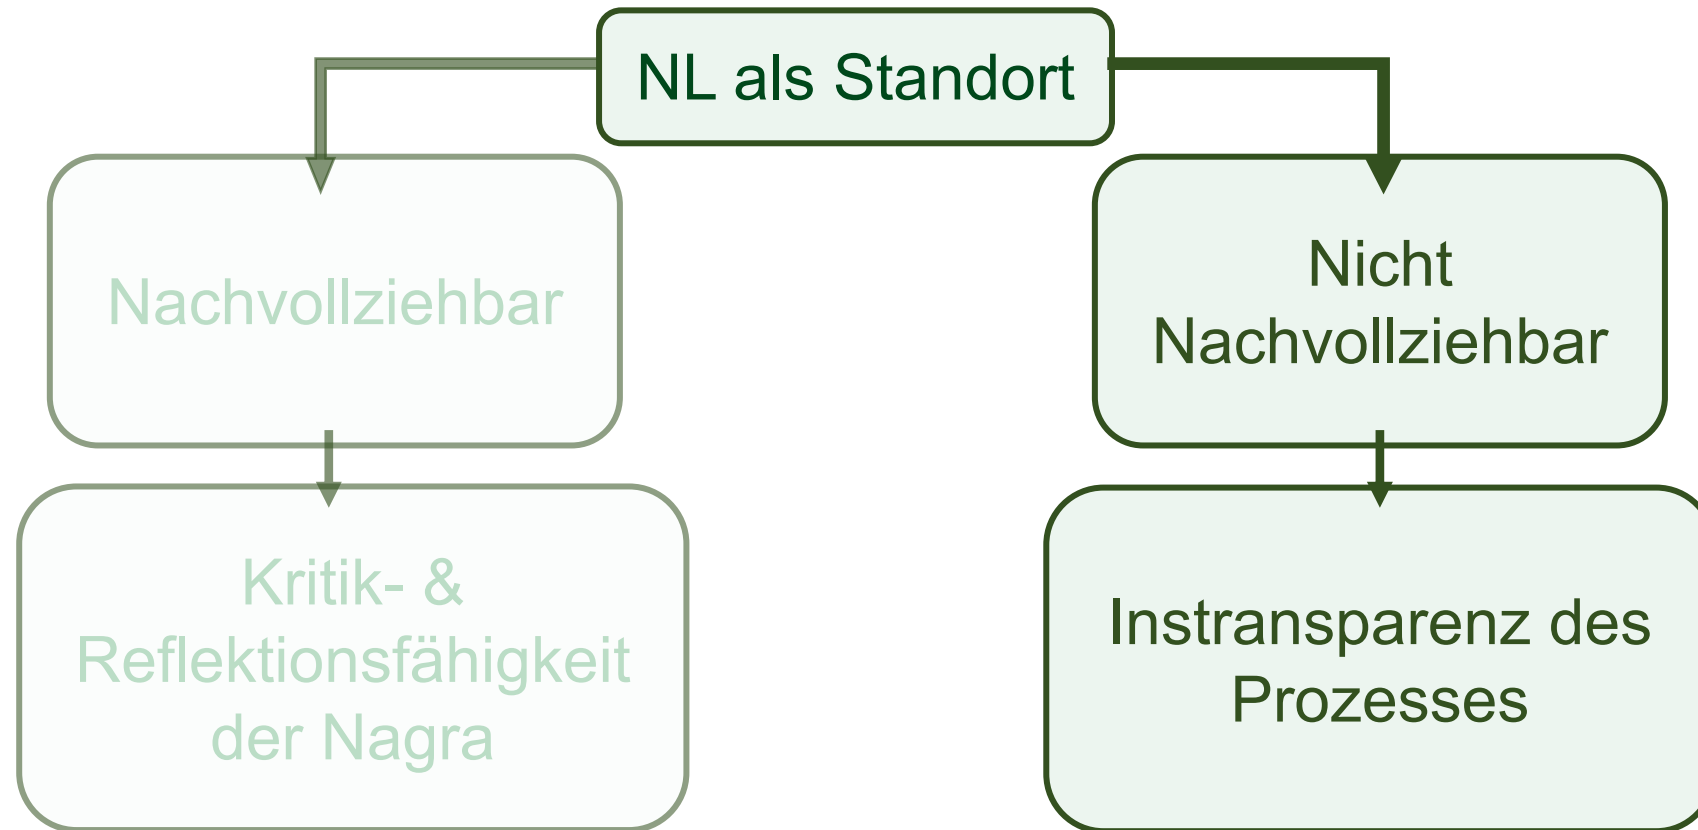 NL als Standort
Nachvollziehbar
Nicht
Nachvollziehbar
Kritik- &
Reflektionsfähigkeit
der Nagra
Instransparenz des
Prozesses